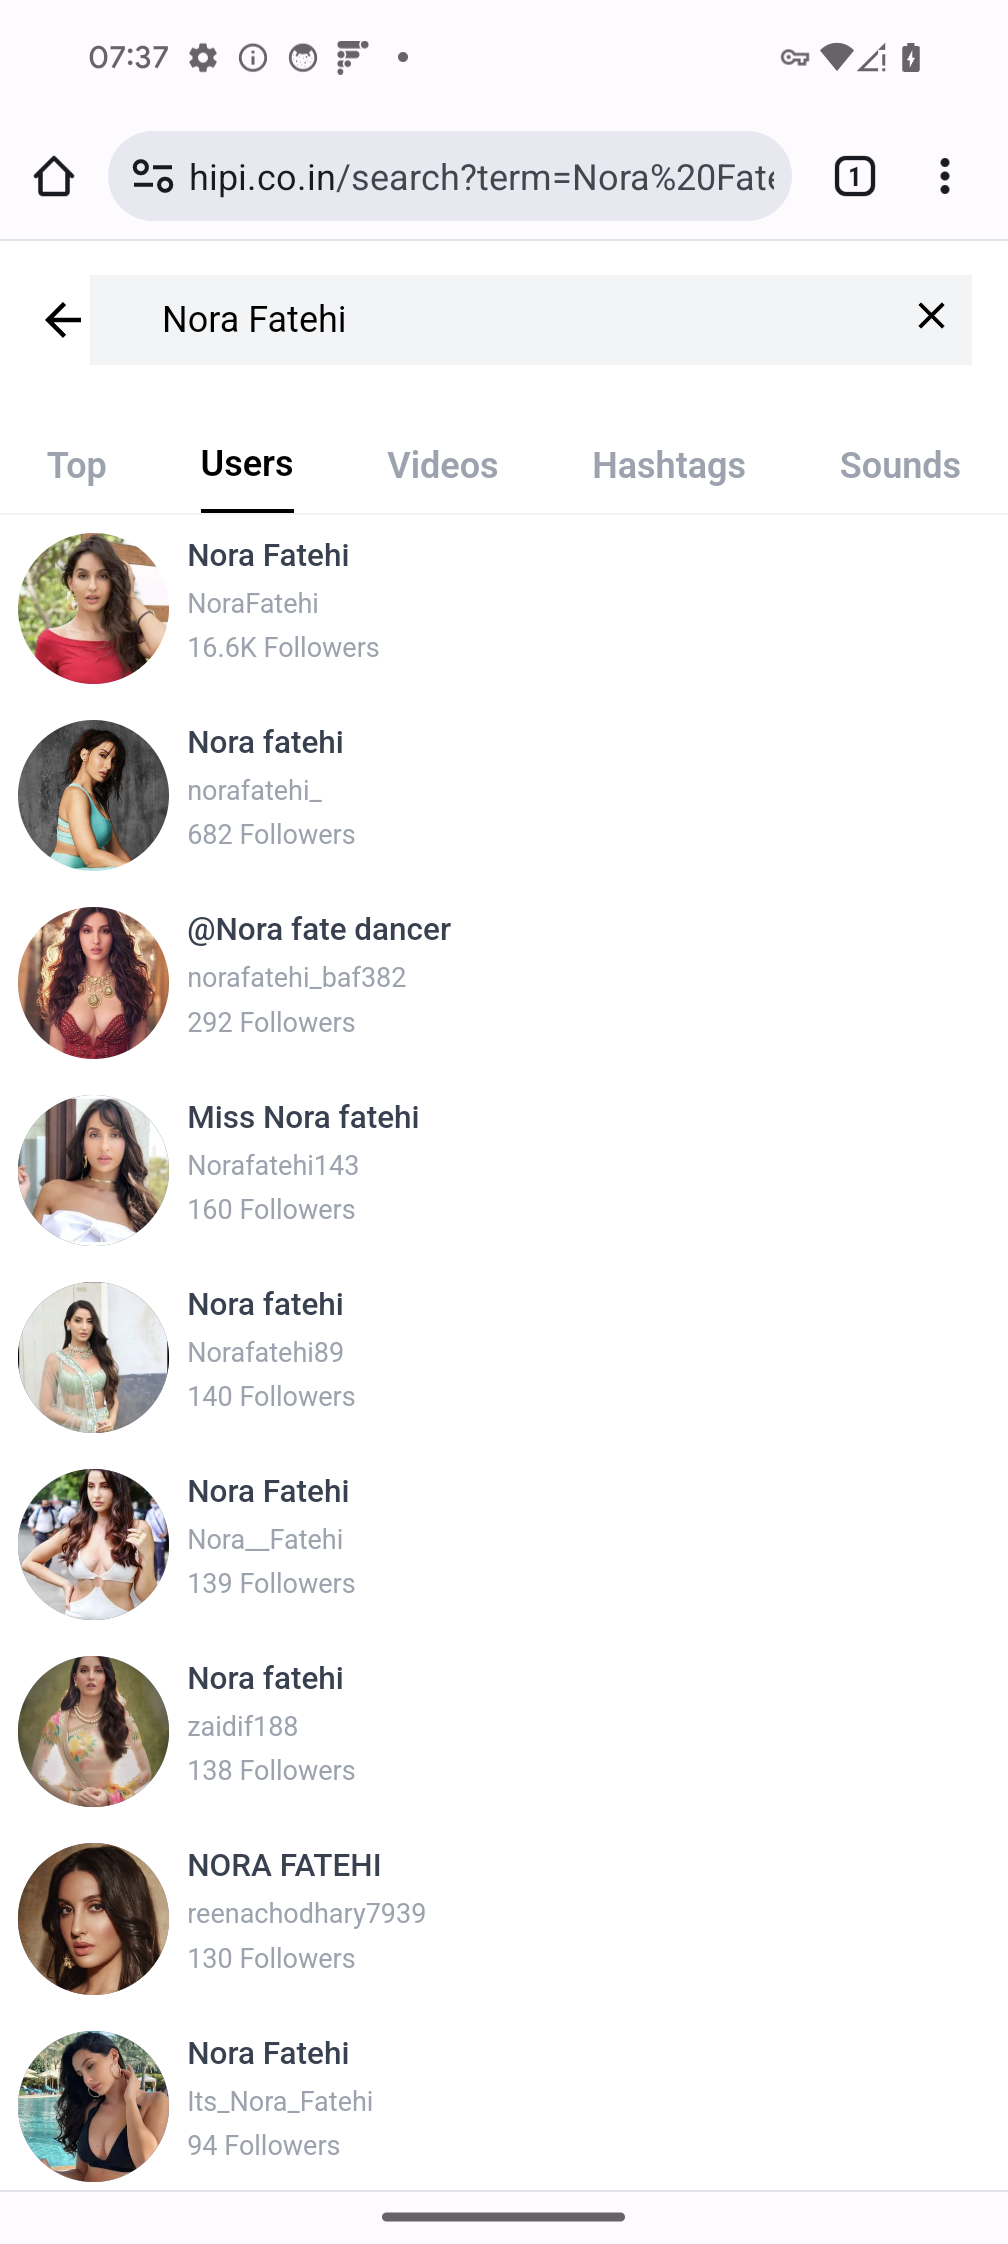 07:37
hipi.co.in/search?term=Nora%20Fate
1
Nora Fatehi
Top Users Videos Hashtags Sounds
Nora Fatehi
NoraFatehi
16.6K Followers
Nora fatehi
norafatehi_
682 Followers
@Nora fate dancer
norafatehi_baf382
292 Followers
Miss Nora fatehi
Norafatehi143
160 Followers
Nora fatehi
Norafatehi89
140 Followers
Nora Fatehi
Nora__Fatehi
139 Followers
Nora fatehi
zaidif188
138 Followers
NORA FATEHI
reenachodhary7939
130 Followers
Nora Fatehi
Its_Nora_Fatehi
94 Followers